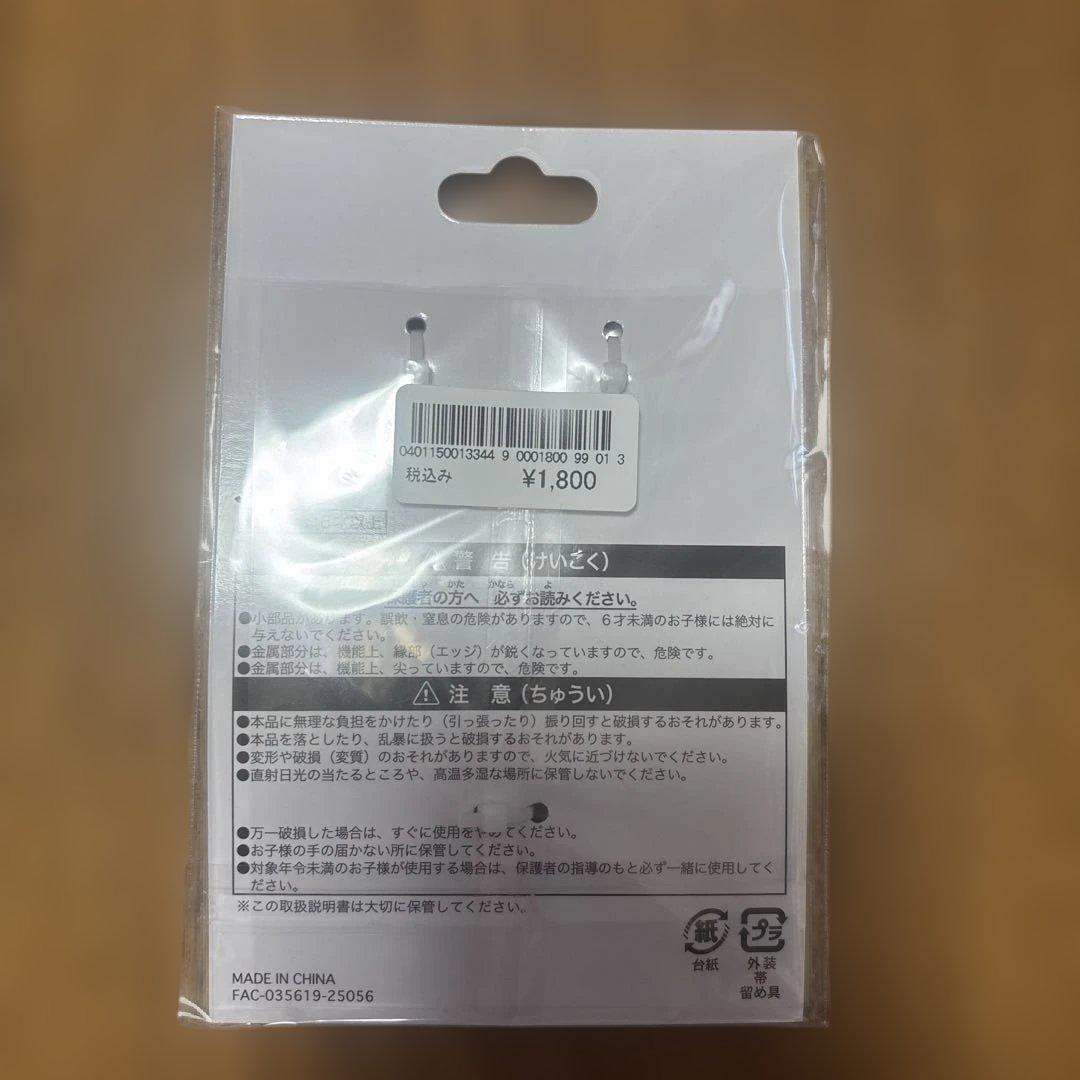 0401150013344 9 0001800 99 01 3
税込み ¥1,800
才以上
警 告 (けいこく)
保護者の方へ 必ずお読みください。
●小部品があります。誤飲・窒息の危険がありますので、6才未満のお子様には絶対に
与えないでください。
●金属部分は、機能上、縁部(エッジ)が鋭くなっていますので、危険です。
●金属部分は、機能上、尖っていますので、危険です。
注 意 (ちゅうい)
●本品に無理な負担をかけたり(引っ張ったり)振り回すと破損するおそれがあります。
●本品を落としたり、乱暴に扱うと破損するおそれがあります。
●変形や破損(変質)のおそれがありますので、火気に近づけないでください。
●直射日光の当たるところや、高温多湿な場所に保管しないでください。
●万一破損した場合は、すぐに使用をやめてください。
●お子様の手の届かない所に保管してください。
●対象年令未満のお子様が使用する場合は、保護者の指導のもと必ず一緒に使用してく
ださい。
※この取扱説明書は大切に保管してください。
紙 プラ
台紙 外装
帯
留め具
MADE IN CHINA
FAC-035619-25056